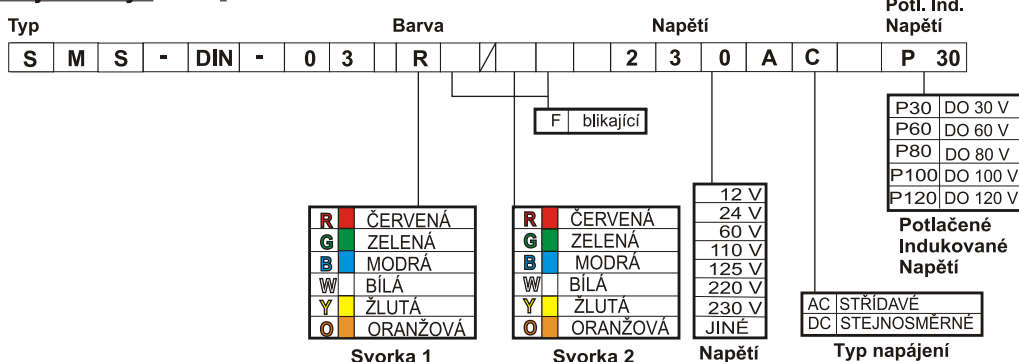 Potl. Ind.
Typ Barva Napětí Napětí
S M S - DIN - 0 3 R / 2 3 0 A C P 30
F blikající
P30 DO 30 V
P60 DO 60 V
P80 DO 80 V
P100 DO 100 V
P120 DO 120 V
Potlačené
Indukované
Napětí
R ČERVENÁ
G ZELENÁ
B MODRÁ
W BÍLÁ
Y ŽLUTÁ
O ORANŽOVÁ
Svorka 1
R ČERVENÁ
G ZELENÁ
B MODRÁ
W BÍLÁ
Y ŽLUTÁ
O ORANŽOVÁ
Svorka 2
12 V
24 V
60 V
110 V
125 V
220 V
230 V
JINÉ
Napětí
AC STŘÍDAVÉ
DC STEJNOSMĚRNÉ
Typ napájení